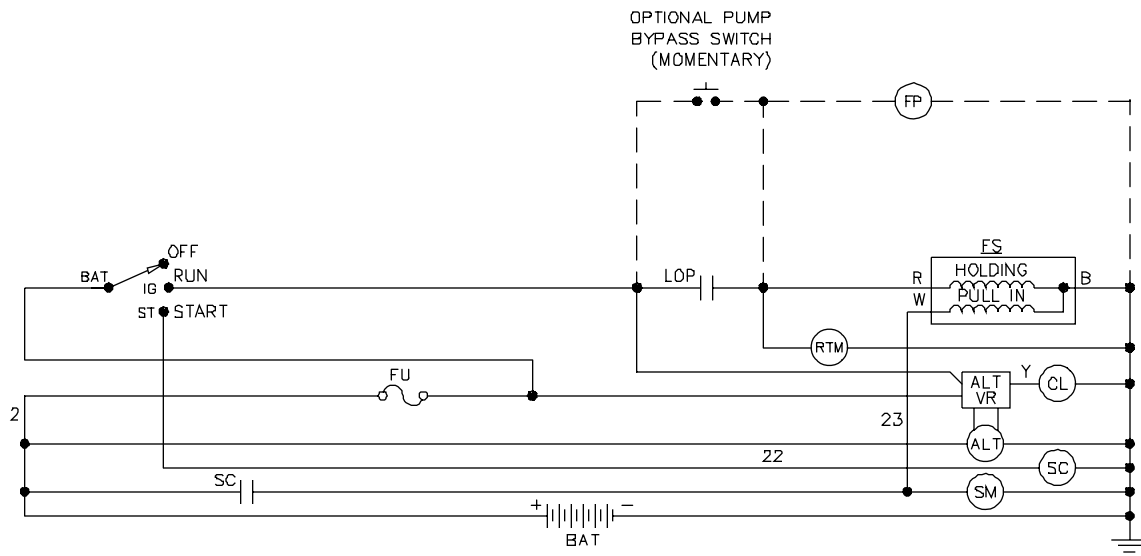 OPTIONAL PUMP
BYPASS SWITCH
(MOMENTARY)
FP
OFF
BAT
IG
RUN
ST
START
LOP
FS
R
HOLDING
B
W
PULL IN
RTM
FU
ALT
VR
Y
CL
2
23
ALT
22
SC
SC
SM
+
-
BAT